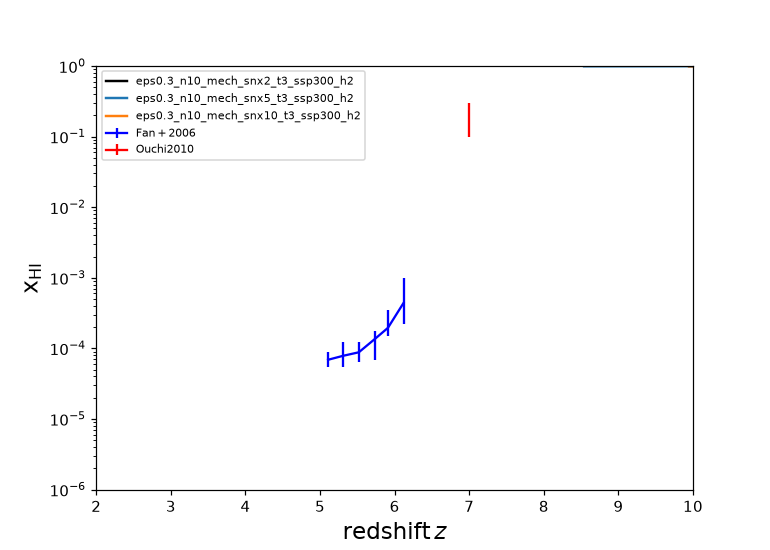 eps0.3_n10_mech_snx2_t3_ssp300_h2
eps0.3_n10_mech_snx5_t3_ssp300_h2
eps0.3_n10_mech_snx10_t3_ssp300_h2
Fan+2006
Ouchi2010
10⁰
10⁻¹
10⁻²
10⁻³
10⁻⁴
10⁻⁵
10⁻⁶
x_HI
2 3 4 5 6 7 8 9 10
redshift z